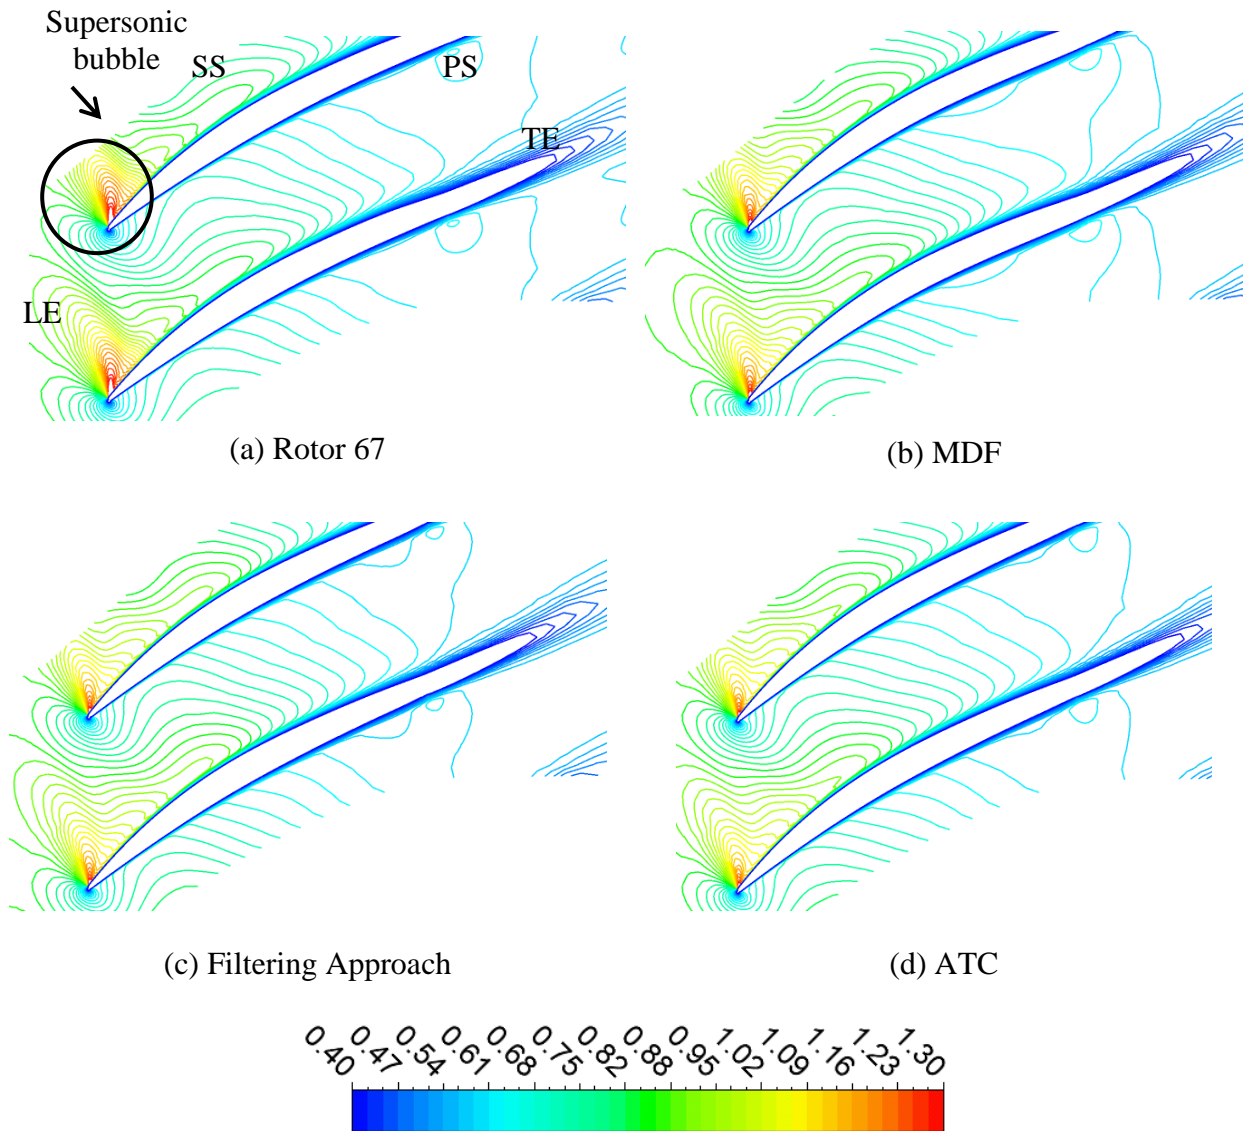 Supersonic
bubble
SS
PS
TE
LE
(a) Rotor 67
(b) MDF
(c) Filtering Approach
(d) ATC
0.40
0.47
0.54
0.61
0.68
0.75
0.82
0.88
0.95
1.02
1.09
1.16
1.23
1.30